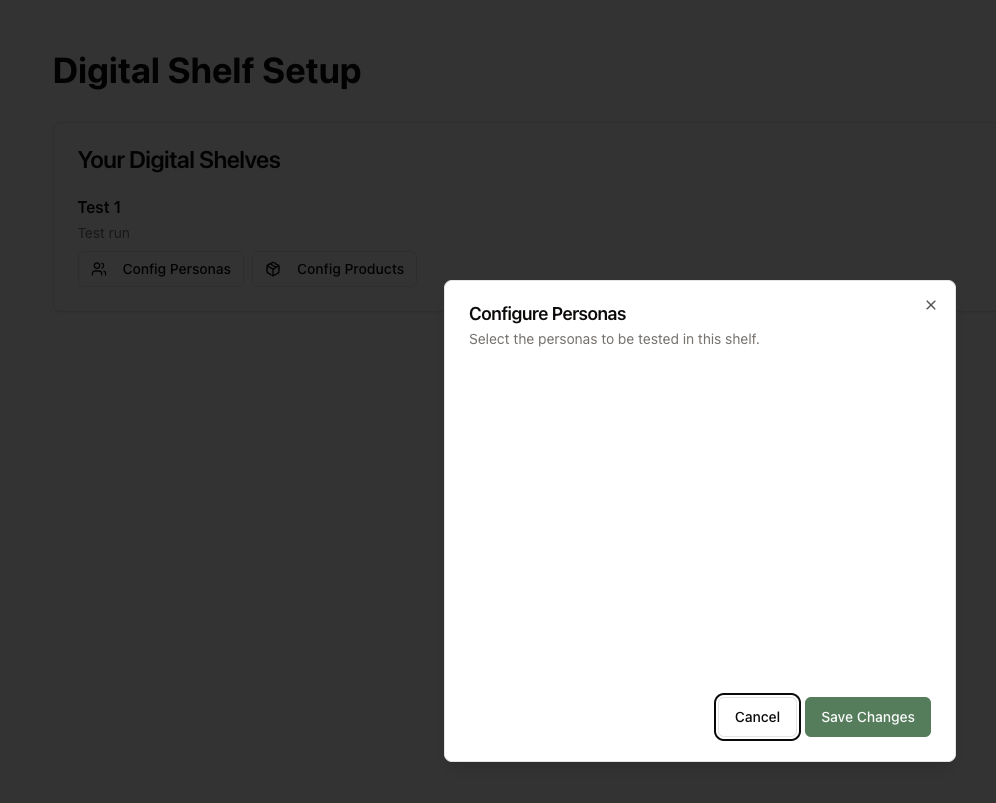 Digital Shelf Setup
Your Digital Shelves
Test 1
Test run
Config Personas Config Products
Configure Personas
Select the personas to be tested in this shelf.
Cancel Save Changes